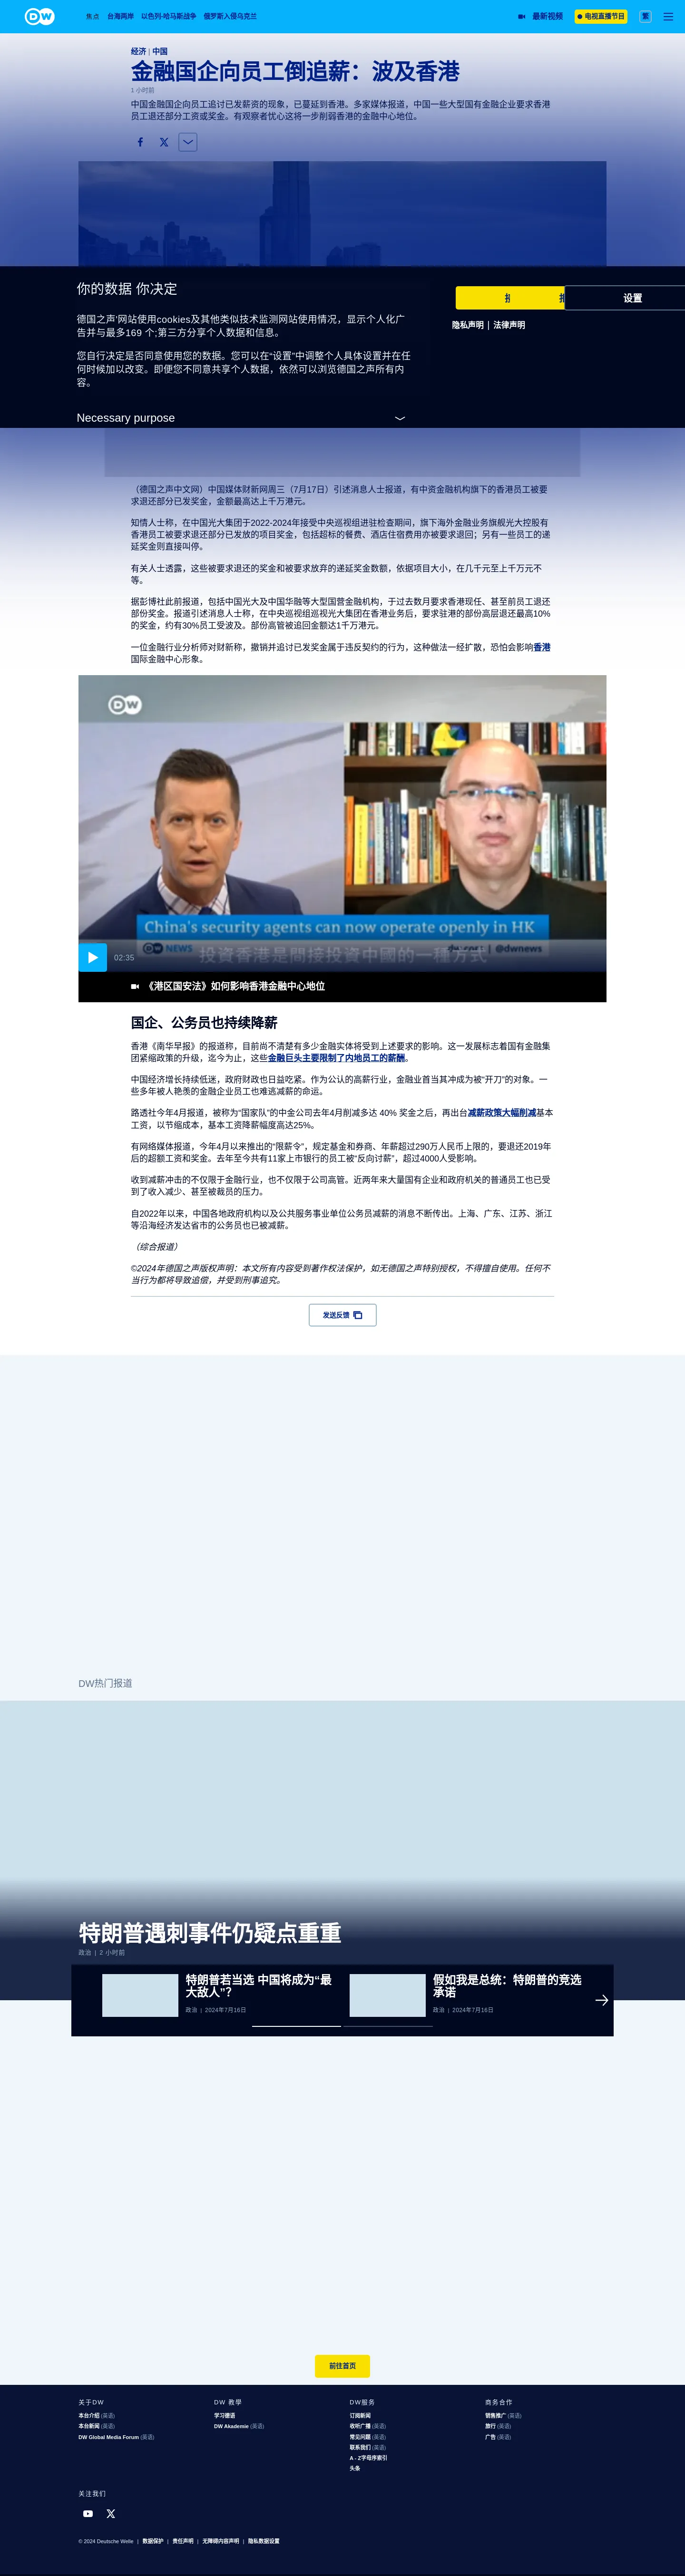 DW
焦点 台海两岸 以色列-哈马斯战争 俄罗斯入侵乌克兰 最新视频 电视直播节目 繁
经济 | 中国
金融国企向员工倒追薪：波及香港
1 小时前
中国金融国企向员工追讨已发薪资的现象，已蔓延到香港。多家媒体报道，中国一些大型国有金融企业要求香港
员工退还部分工资或奖金。有观察者忧心这将一步削弱香港的金融中心地位。
你的数据 你决定
德国之声'网站使用cookies及其他类似技术监测网站使用情况，显示个人化广
告并与最多169 个;第三方分享个人数据和信息。
您自行决定是否同意使用您的数据。您可以在“设置”中调整个人具体设置并在任
何时候加以改变。即便您不同意共享个人数据，依然可以浏览德国之声所有内
容。
Necessary purpose
设置
隐私声明 | 法律声明
（德国之声中文网）中国媒体财新网周三（7月17日）引述消息人士报道，有中资金融机构旗下的香港员工被要
求退还部分已发奖金，金额最高达上千万港元。
知情人士称，在中国光大集团于2022-2024年接受中央巡视组进驻检查期间，旗下海外金融业务旗舰光大控股有
香港员工被要求退还部分已发放的项目奖金，包括超标的餐费、酒店住宿费用亦被要求退回；另有一些员工的递
延奖金则直接叫停。
有关人士透露，这些被要求退还的奖金和被要求放弃的递延奖金数额，依据项目大小，在几千元至上千万元不
等。
据彭博社此前报道，包括中国光大及中国华融等大型国营金融机构，于过去数月要求香港现任、甚至前员工退还
部份奖金。报道引述消息人士称，在中央巡视组巡视光大集团在香港业务后，要求驻港的部份高层退还最高10%
的奖金，约有30%员工受波及。部份高管被追回金额达1千万港元。
一位金融行业分析师对财新称，撤销并追讨已发奖金属于违反契约的行为，这种做法一经扩散，恐怕会影响香港
国际金融中心形象。
DW
China's security agents can now operate openly in HK
DW NEWS @dwnews
投資香港是間接投資中國的一種方式
02:35
《港区国安法》如何影响香港金融中心地位
国企、公务员也持续降薪
香港《南华早报》的报道称，目前尚不清楚有多少金融实体将受到上述要求的影响。这一发展标志着国有金融集
团紧缩政策的升级，迄今为止，这些金融巨头主要限制了内地员工的薪酬。
中国经济增长持续低迷，政府财政也日益吃紧。作为公认的高薪行业，金融业首当其冲成为被“开刀”的对象。一
些多年被人艳羡的金融企业员工也难逃减薪的命运。
路透社今年4月报道，被称为“国家队”的中金公司去年4月削减多达 40% 奖金之后，再出台减薪政策大幅削减基本
工资，以节缩成本，基本工资降薪幅度高达25%。
有网络媒体报道，今年4月以来推出的“限薪令”，规定基金和券商、年薪超过290万人民币上限的，要退还2019年
后的超额工资和奖金。去年至今共有11家上市银行的员工被“反向讨薪”，超过4000人受影响。
收到减薪冲击的不仅限于金融行业，也不仅限于公司高管。近两年来大量国有企业和政府机关的普通员工也已受
到了收入减少、甚至被裁员的压力。
自2022年以来，中国各地政府机构以及公共服务事业单位公务员减薪的消息不断传出。上海、广东、江苏、浙江
等沿海经济发达省市的公务员也已被减薪。
（综合报道）
©2024年德国之声版权声明：本文所有内容受到著作权法保护，如无德国之声特别授权，不得擅自使用。任何不
当行为都将导致追偿，并受到刑事追究。
发送反馈
DW热门报道
特朗普遇刺事件仍疑点重重
政治 | 2 小时前
特朗普若当选 中国将成为“最
大敌人”？
政治 | 2024年7月16日
假如我是总统：特朗普的竞选
承诺
政治 | 2024年7月16日
前往首页
关于DW
本台介绍 (英语)
本台新闻 (英语)
DW Global Media Forum (英语)
DW 教學
学习德语
DW Akademie (英语)
DW服务
订阅新闻
收听广播 (英语)
常见问题 (英语)
联系我们 (英语)
A - Z字母序索引
头条
商务合作
销售推广 (英语)
旅行 (英语)
广告 (英语)
关注我们
© 2024 Deutsche Welle | 数据保护 | 责任声明 | 无障碍内容声明 | 隐私数据设置